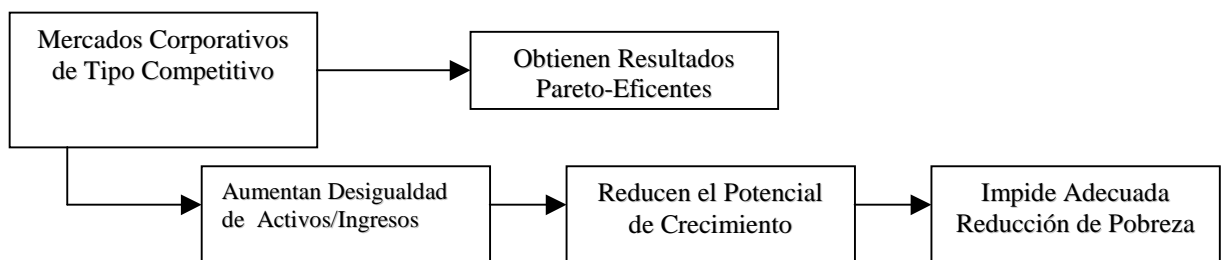 Mercados Corporativos
de Tipo Competitivo
Obtienen Resultados
Pareto-Eficentes
Aumentan Desigualdad
de Activos/Ingresos
Reducen el Potencial
de Crecimiento
Impide Adecuada
Reducción de Pobreza